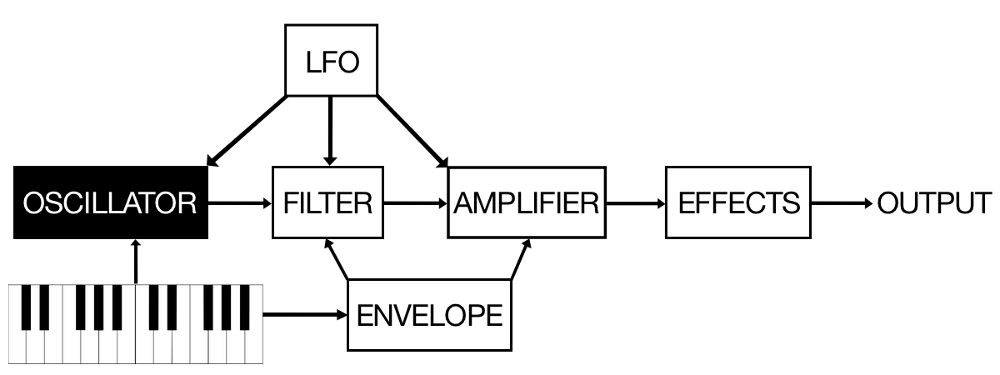 LFO
OSCILLATOR
FILTER
AMPLIFIER
EFFECTS
OUTPUT
ENVELOPE